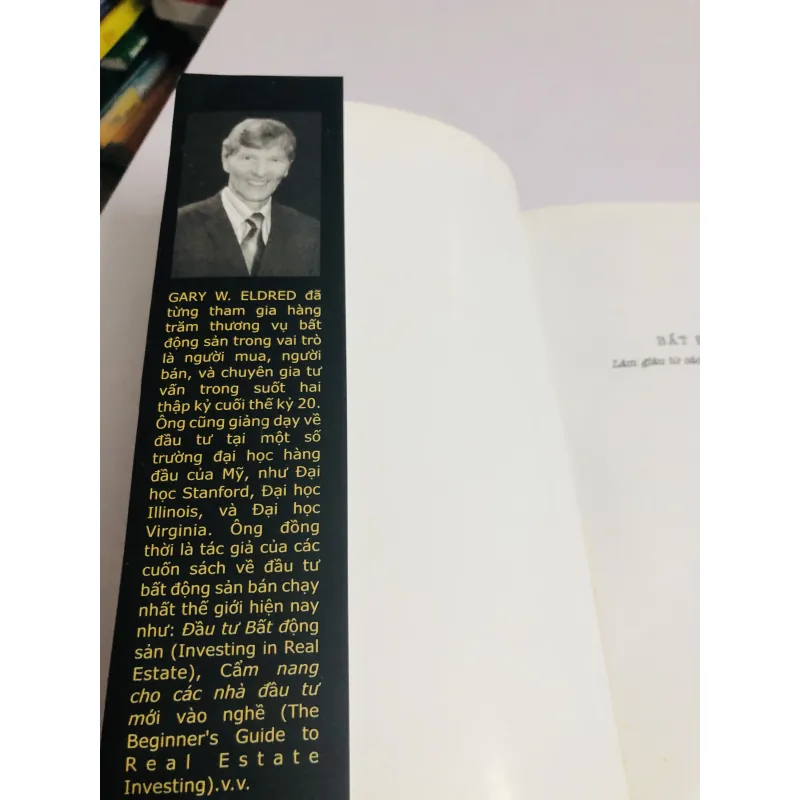 GARY W. ELDRED đã
từng tham gia hàng
trăm thương vụ bất
động sản trong vai trò
là người mua, người
bán, và chuyên gia tư
vấn trong suốt hai
thập kỷ cuối thế kỷ 20.
Ông cũng giảng dạy về
đầu tư tại một số
trường đại học hàng
đầu của Mỹ, như Đại
học Stanford, Đại học
Illinois, và Đại học
Virginia. Ông đồng
thời là tác giả của các
cuốn sách về đầu tư
bất động sản bán chạy
nhất thế giới hiện nay
như: Đầu tư Bất động
sản (Investing in Real
Estate), Cẩm nang
cho các nhà đầu tư
mới vào nghề (The
Beginner's Guide to
Real Estate
Investing).v.v.
BẤT
Làm giàu từ